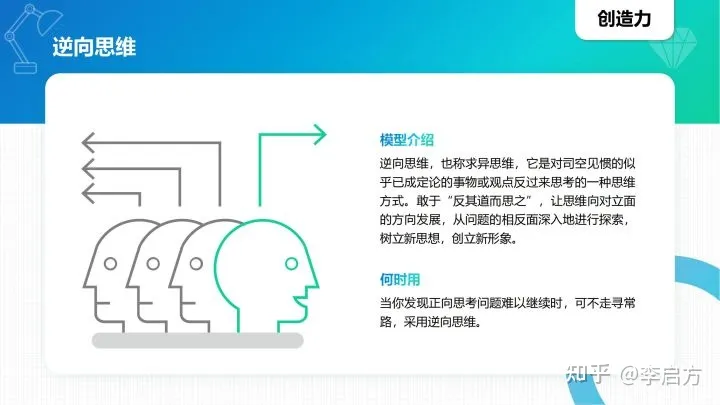 创造力
逆向思维
模型介绍
逆向思维，也称求异思维，它是对司空见惯的似
乎已成定论的事物或观点反过来思考的一种思维
方式。敢于“反其道而思之”，让思维向对立面
的方向发展，从问题的相反面深入地进行探索，
树立新思想，创立新形象。
何时用
当你发现正向思考问题难以继续时，可不走寻常
路，采用逆向思维。
知乎 @李启方